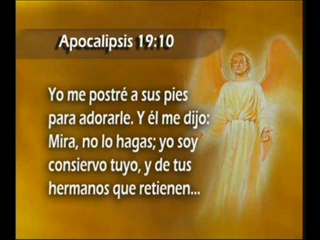 Apocalipsis 19:10
Yo me postré a sus pies
para adorarle. Y él me dijo:
Mira, no lo hagas; yo soy
consiervo tuyo, y de tus
hermanos que retienen...